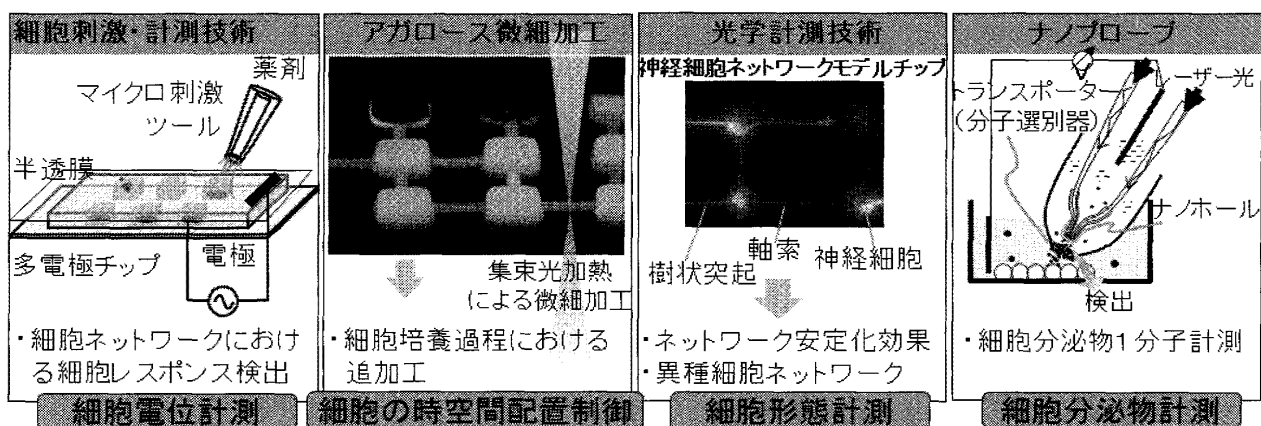 細胞刺激・計測技術
薬剤
マイクロ刺激
ツール
半透膜
多電極チップ
電極
・細胞ネットワークにおけ
る細胞レスポンス検出
細胞電位計測
アガロース微細加工
集束光加熱
による微細加工
・細胞培養過程における
追加工
細胞の時空間配置制御
光学計測技術
神経細胞ネットワークモデルチップ
樹状突起
軸索
神経細胞
・ネットワーク安定化効果
・異種細胞ネットワーク
細胞形態計測
ナノプローブ
トランスポーター
(分子選別器)
レーザー光
ナノホール
検出
・細胞分泌物1分子計測
細胞分泌物計測